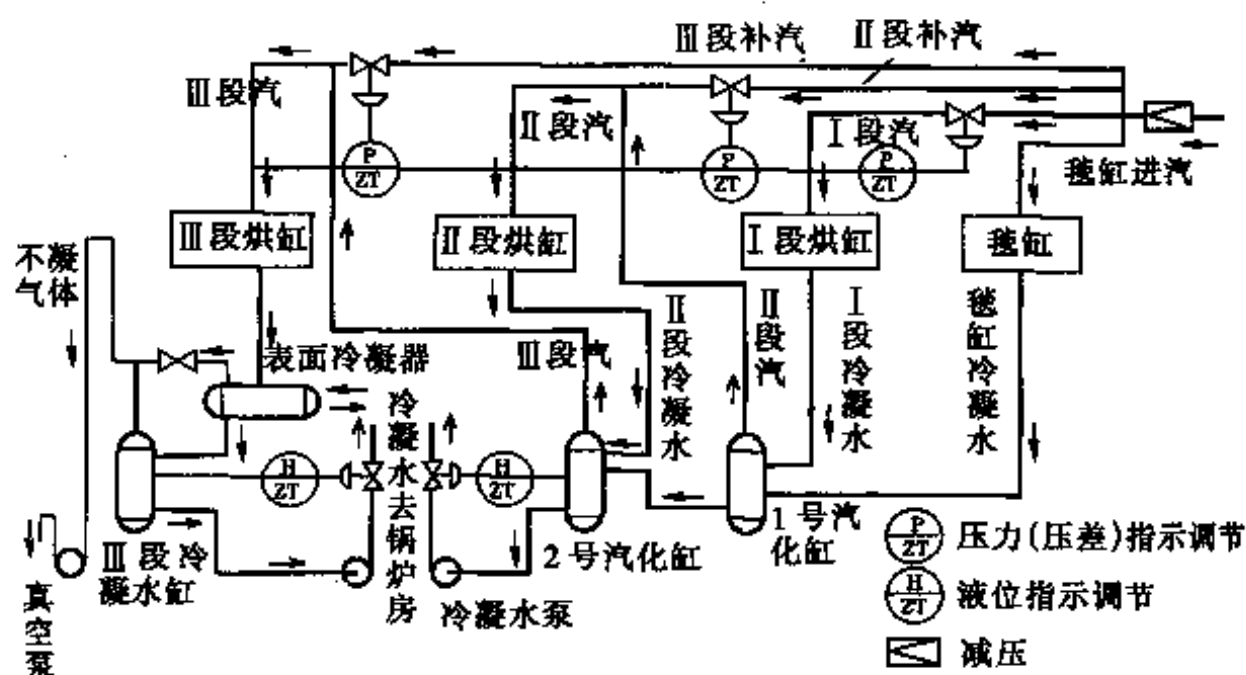 Ⅲ段补汽
Ⅱ段补汽
Ⅲ段汽
Ⅱ段汽
Ⅰ段汽
P
ZT
P
ZT
P
ZT
毯缸进汽
Ⅲ段烘缸
Ⅱ段烘缸
Ⅰ段烘缸
毯缸
不凝
气体
表面冷凝器
Ⅲ段汽
Ⅱ段冷凝水
Ⅱ段汽
Ⅰ段冷凝水
毯缸冷凝水
冷凝水去锅炉房
H
ZT
H
ZT
Ⅲ段冷
凝水缸
真空泵
冷凝水泵
2号汽化缸
1号汽
化缸
P
ZT
压力(压差)指示调节
H
ZT
液位指示调节
减压